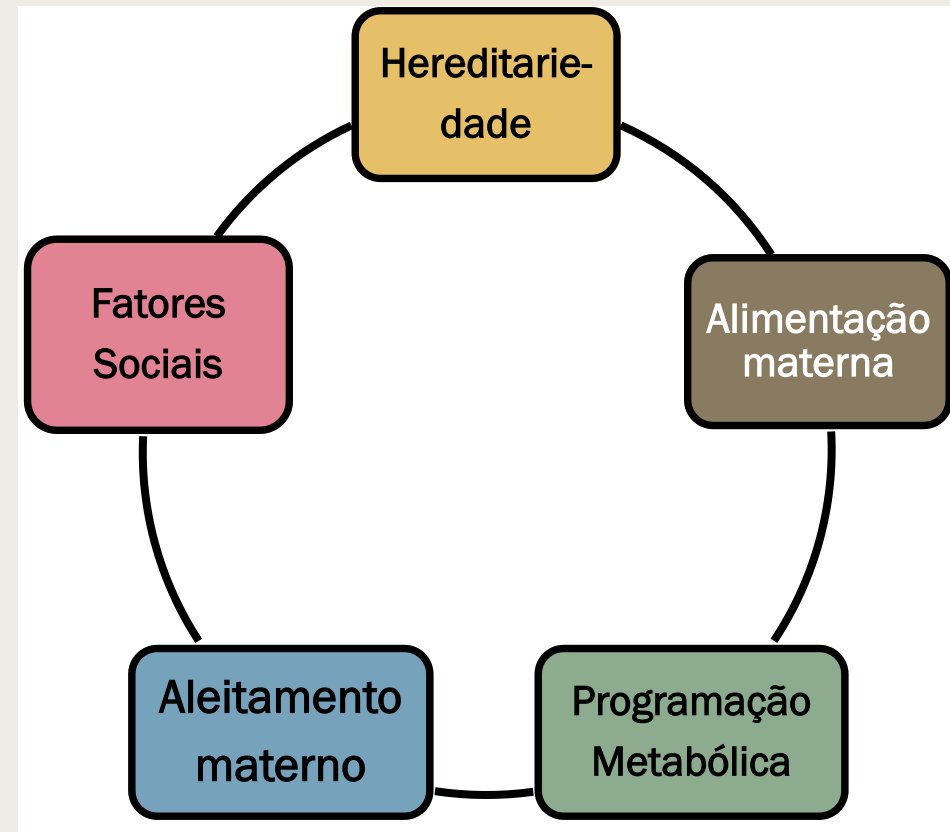 Hereditarie-
dade
Alimentação
materna
Programação
Metabólica
Aleitamento
materno
Fatores
Sociais